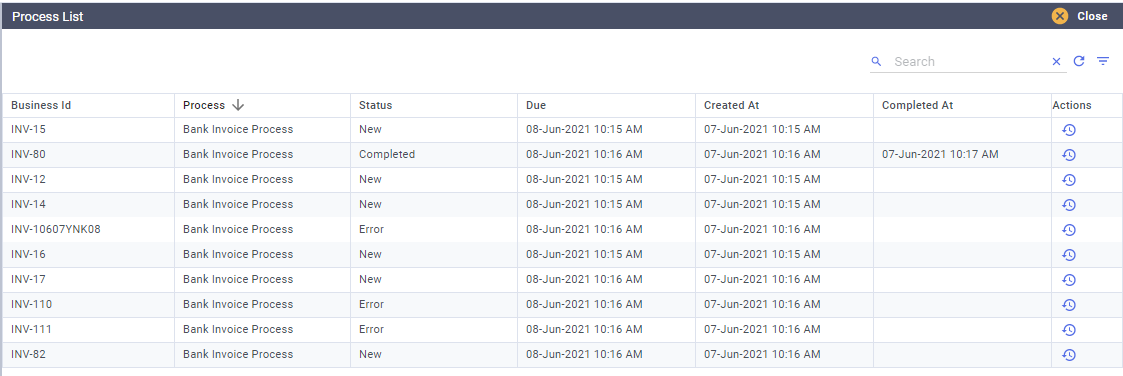 Process List Close
Search
Business Id Process Status Due Created At Completed At Actions
INV-15 Bank Invoice Process New 08-Jun-2021 10:15 AM 07-Jun-2021 10:15 AM
INV-80 Bank Invoice Process Completed 08-Jun-2021 10:16 AM 07-Jun-2021 10:16 AM 07-Jun-2021 10:17 AM
INV-12 Bank Invoice Process New 08-Jun-2021 10:15 AM 07-Jun-2021 10:15 AM
INV-14 Bank Invoice Process New 08-Jun-2021 10:15 AM 07-Jun-2021 10:15 AM
INV-10607YNK08 Bank Invoice Process Error 08-Jun-2021 10:16 AM 07-Jun-2021 10:16 AM
INV-16 Bank Invoice Process New 08-Jun-2021 10:15 AM 07-Jun-2021 10:15 AM
INV-17 Bank Invoice Process New 08-Jun-2021 10:16 AM 07-Jun-2021 10:16 AM
INV-110 Bank Invoice Process Error 08-Jun-2021 10:16 AM 07-Jun-2021 10:16 AM
INV-111 Bank Invoice Process Error 08-Jun-2021 10:16 AM 07-Jun-2021 10:16 AM
INV-82 Bank Invoice Process New 08-Jun-2021 10:16 AM 07-Jun-2021 10:16 AM